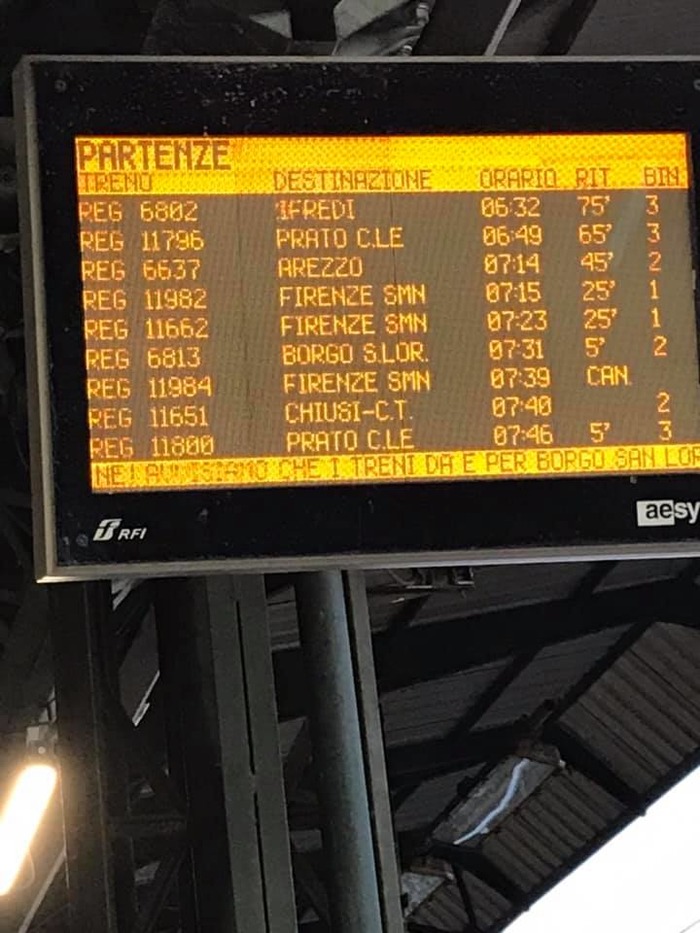 PARTENZE
TRENO DESTINAZIONE ORARIO RIT BIN
REG 6802 IFREDI 06:32 75' 3
REG 11796 PRATO C.LE 06:49 65' 3
REG 6637 AREZZO 07:14 45' 2
REG 11982 FIRENZE SMN 07:15 25' 1
REG 11662 FIRENZE SMN 07:23 25' 1
REG 6813 BORGO S.LOR. 07:31 5' 2
REG 11984 FIRENZE SMN 07:39 CAN.
REG 11651 CHIUSI-C.T. 07:40 2
REG 11800 PRATO C.LE 07:46 5' 3
NE! AVVISIAMO CHE I TRENI DA E PER BORGO SAN LOR
RFI aesy